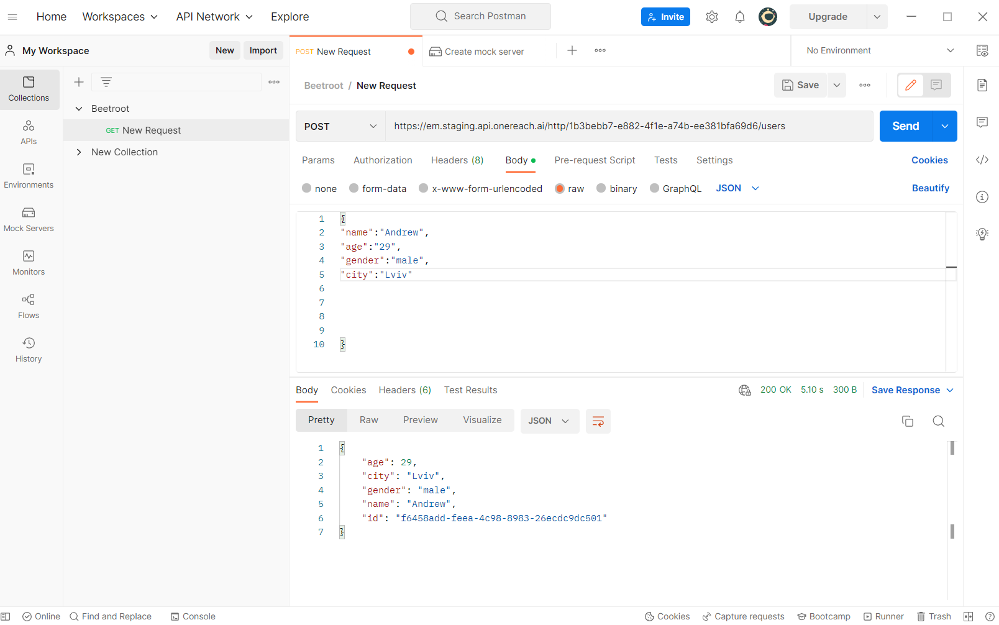 Home Workspaces API Network Explore Search Postman Invite Upgrade
My Workspace New Import POST New Request Create mock server No Environment
Collections
APIs
Environments
Mock Servers
Monitors
Flows
History
Beetroot
GET New Request
New Collection
Beetroot / New Request Save
POST https://em.staging.api.onereach.ai/http/1b3bebb7-e882-4f1e-a74b-ee381bfa69d6/users Send
Params Authorization Headers (8) Body Pre-request Script Tests Settings Cookies
none form-data x-www-form-urlencoded raw binary GraphQL JSON Beautify
1 {
2 "name":"Andrew",
3 "age":"29",
4 "gender":"male",
5 "city":"Lviv"
6
7
8
9
10 }
Body Cookies Headers (6) Test Results 200 OK 5.10 s 300 B Save Response
Pretty Raw Preview Visualize JSON
1 {
2 "age": 29,
3 "city": "Lviv",
4 "gender": "male",
5 "name": "Andrew",
6 "id": "f6458add-feea-4c98-8983-26ecdc9dc501"
7 }
Online Find and Replace Console Cookies Capture requests Bootcamp Runner Trash